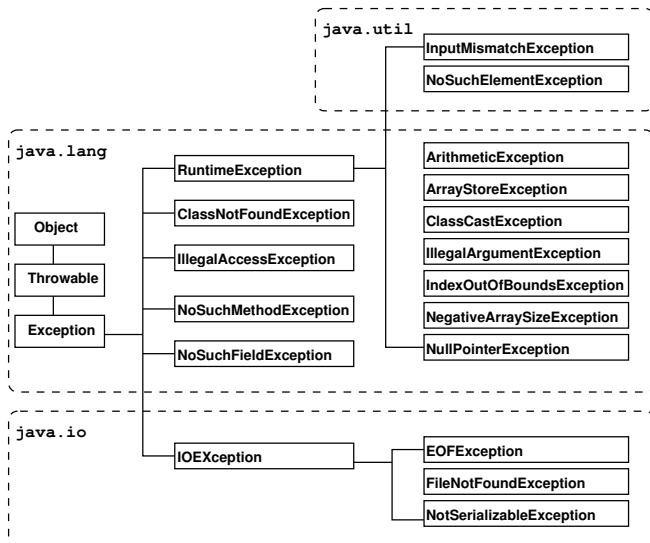 java.util
InputMismatchException
NoSuchElementException
java.lang
RuntimeException
ClassNotFoundException
IllegalAccessException
NoSuchMethodException
NoSuchFieldException
Object
Throwable
Exception
ArithmeticException
ArrayStoreException
ClassCastException
IllegalArgumentException
IndexOutOfBoundsException
NegativeArraySizeException
NullPointerException
java.io
IOEXception
EOFException
FileNotFoundException
NotSerializableException